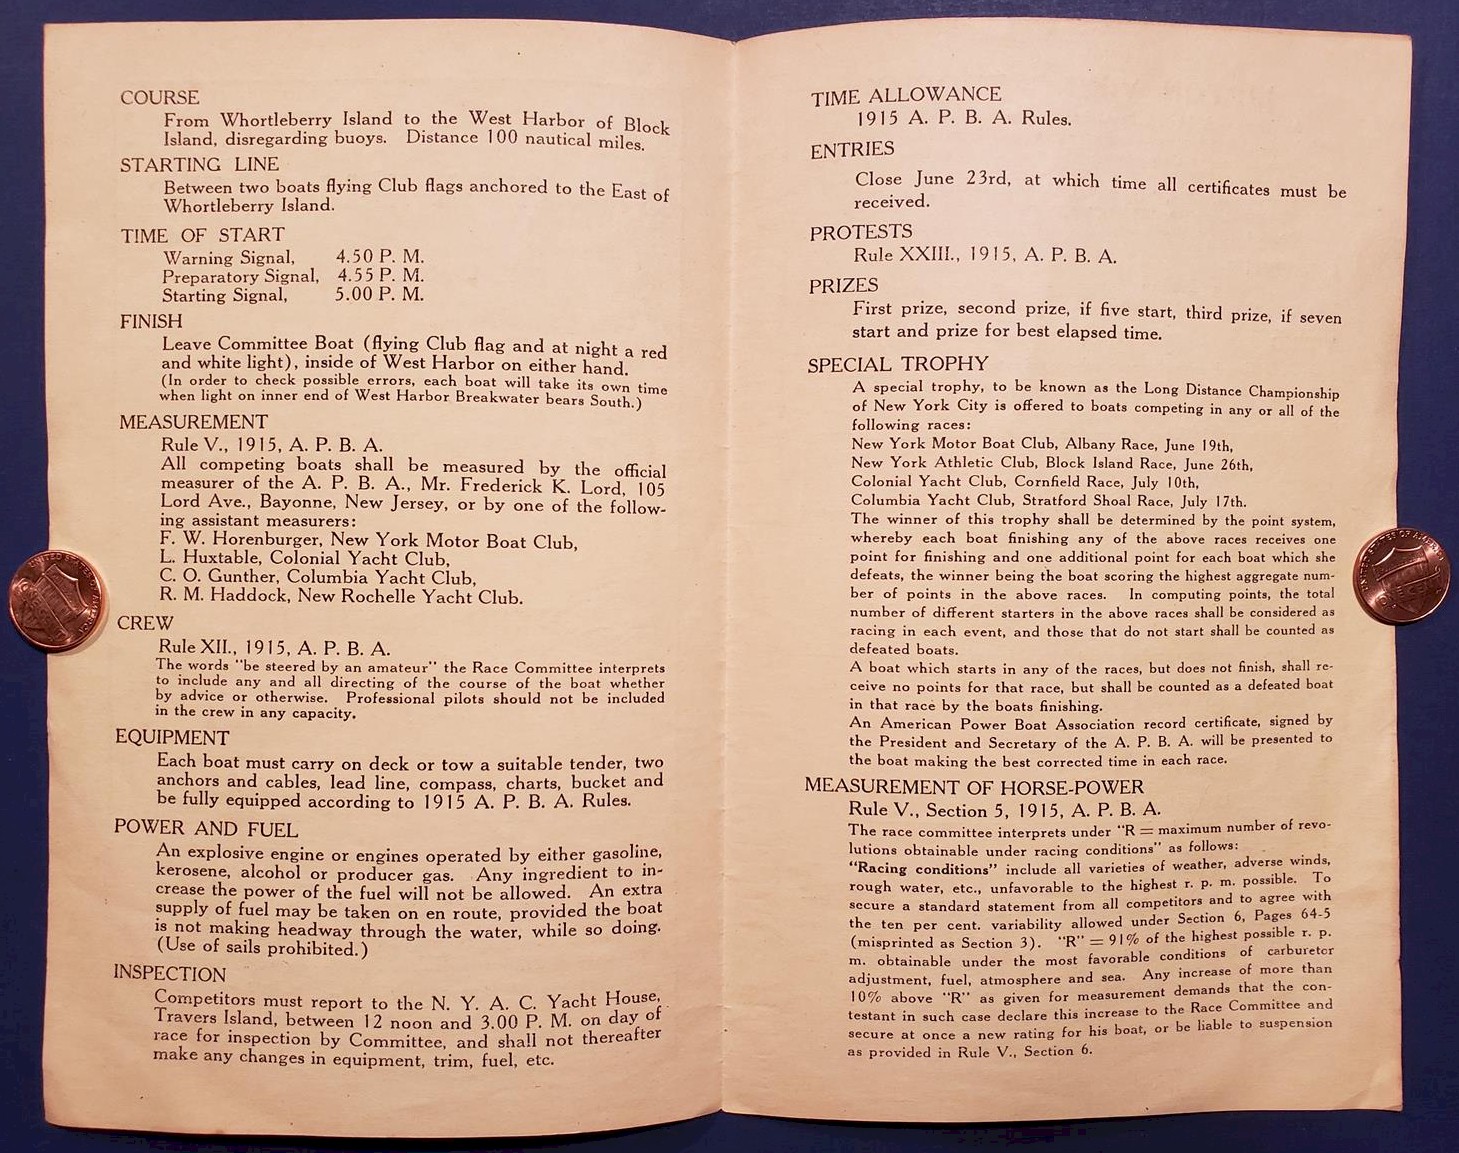 COURSE
From Whortleberry Island to the West Harbor of Block
Island, disregarding buoys. Distance 100 nautical miles.
STARTING LINE
Between two boats flying Club flags anchored to the East of
Whortleberry Island.
TIME OF START
Warning Signal, 4.50 P. M.
Preparatory Signal, 4.55 P. M.
Starting Signal, 5.00 P. M.
FINISH
Leave Committee Boat (flying Club flag and at night a red
and white light), inside of West Harbor on either hand.
(In order to check possible errors, each boat will take its own time
when light on inner end of West Harbor Breakwater bears South.)
MEASUREMENT
Rule V., 1915, A. P. B. A.
All competing boats shall be measured by the official
measurer of the A. P. B. A., Mr. Frederick K. Lord, 105
Lord Ave., Bayonne, New Jersey, or by one of the follow-
ing assistant measurers:
F. W. Horenburger, New York Motor Boat Club,
L. Huxtable, Colonial Yacht Club,
C. O. Gunther, Columbia Yacht Club,
R. M. Haddock, New Rochelle Yacht Club.
CREW
Rule XII., 1915, A. P. B. A.
The words "be steered by an amateur" the Race Committee interprets
to include any and all directing of the course of the boat whether
by advice or otherwise. Professional pilots should not be included
in the crew in any capacity.
EQUIPMENT
Each boat must carry on deck or tow a suitable tender, two
anchors and cables, lead line, compass, charts, bucket and
be fully equipped according to 1915 A. P. B. A. Rules.
POWER AND FUEL
An explosive engine or engines operated by either gasoline,
kerosene, alcohol or producer gas. Any ingredient to in-
crease the power of the fuel will not be allowed. An extra
supply of fuel may be taken on en route, provided the boat
is not making headway through the water, while so doing.
(Use of sails prohibited.)
INSPECTION
Competitors must report to the N. Y. A. C. Yacht House,
Travers Island, between 12 noon and 3.00 P. M. on day of
race for inspection by Committee, and shall not thereafter
make any changes in equipment, trim, fuel, etc.
TIME ALLOWANCE
1915 A. P. B. A. Rules.
ENTRIES
Close June 23rd, at which time all certificates must be
received.
PROTESTS
Rule XXIII., 1915, A. P. B. A.
PRIZES
First prize, second prize, if five start, third prize, if seven
start and prize for best elapsed time.
SPECIAL TROPHY
A special trophy, to be known as the Long Distance Championship
of New York City is offered to boats competing in any or all of the
following races:
New York Motor Boat Club, Albany Race, June 19th,
New York Athletic Club, Block Island Race, June 26th,
Colonial Yacht Club, Cornfield Race, July 10th,
Columbia Yacht Club, Stratford Shoal Race, July 17th.
The winner of this trophy shall be determined by the point system,
whereby each boat finishing any of the above races receives one
point for finishing and one additional point for each boat which she
defeats, the winner being the boat scoring the highest aggregate num-
ber of points in the above races. In computing points, the total
number of different starters in the above races shall be considered as
racing in each event, and those that do not start shall be counted as
defeated boats.
A boat which starts in any of the races, but does not finish, shall re-
ceive no points for that race, but shall be counted as a defeated boat
in that race by the boats finishing.
An American Power Boat Association record certificate, signed by
the President and Secretary of the A. P. B. A. will be presented to
the boat making the best corrected time in each race.
MEASUREMENT OF HORSE-POWER
Rule V., Section 5, 1915, A. P. B. A.
The race committee interprets under "R = maximum number of revo-
lutions obtainable under racing conditions" as follows:
"Racing conditions" include all varieties of weather, adverse winds,
rough water, etc., unfavorable to the highest r. p. m. possible. To
secure a standard statement from all competitors and to agree with
the ten per cent. variability allowed under Section 6, Pages 64-5
(misprinted as Section 3). "R" = 91% of the highest possible r. p.
m. obtainable under the most favorable conditions of carburetor
adjustment, fuel, atmosphere and sea. Any increase of more than
10% above "R" as given for measurement demands that the con-
testant in such case declare this increase to the Race Committee and
secure at once a new rating for his boat, or be liable to suspension
as provided in Rule V., Section 6.